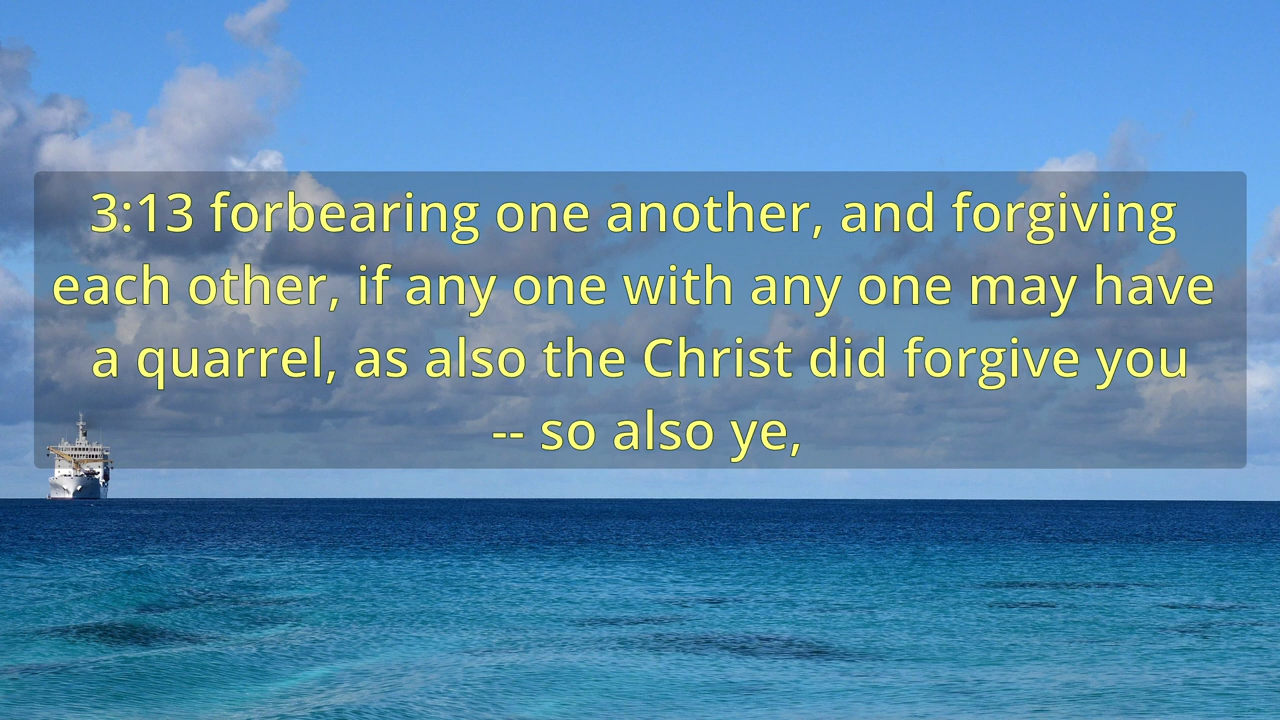 3:13 forbearing one another, and forgiving
each other, if any one with any one may have
a quarrel, as also the Christ did forgive you
-- so also ye,